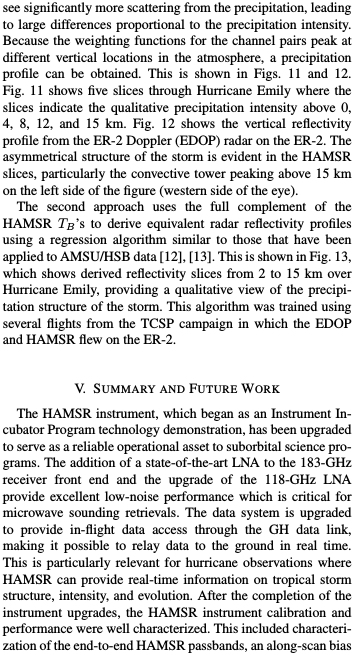 see significantly more scattering from the precipitation, leading
to large differences proportional to the precipitation intensity.
Because the weighting functions for the channel pairs peak at
different vertical locations in the atmosphere, a precipitation
profile can be obtained. This is shown in Figs. 11 and 12.
Fig. 11 shows five slices through Hurricane Emily where the
slices indicate the qualitative precipitation intensity above 0,
4, 8, 12, and 15 km. Fig. 12 shows the vertical reflectivity
profile from the ER-2 Doppler (EDOP) radar on the ER-2. The
asymmetrical structure of the storm is evident in the HAMSR
slices, particularly the convective tower peaking above 15 km
on the left side of the figure (western side of the eye).
The second approach uses the full complement of the
HAMSR T_B's to derive equivalent radar reflectivity profiles
using a regression algorithm similar to those that have been
applied to AMSU/HSB data [12], [13]. This is shown in Fig. 13,
which shows derived reflectivity slices from 2 to 15 km over
Hurricane Emily, providing a qualitative view of the precipi-
tation structure of the storm. This algorithm was trained using
several flights from the TCSP campaign in which the EDOP
and HAMSR flew on the ER-2.
V. SUMMARY AND FUTURE WORK
The HAMSR instrument, which began as an Instrument In-
cubator Program technology demonstration, has been upgraded
to serve as a reliable operational asset to suborbital science pro-
grams. The addition of a state-of-the-art LNA to the 183-GHz
receiver front end and the upgrade of the 118-GHz LNA
provide excellent low-noise performance which is critical for
microwave sounding retrievals. The data system is upgraded
to provide in-flight data access through the GH data link,
making it possible to relay data to the ground in real time.
This is particularly relevant for hurricane observations where
HAMSR can provide real-time information on tropical storm
structure, intensity, and evolution. After the completion of the
instrument upgrades, the HAMSR instrument calibration and
performance were well characterized. This included characteri-
zation of the end-to-end HAMSR passbands, an along-scan bias